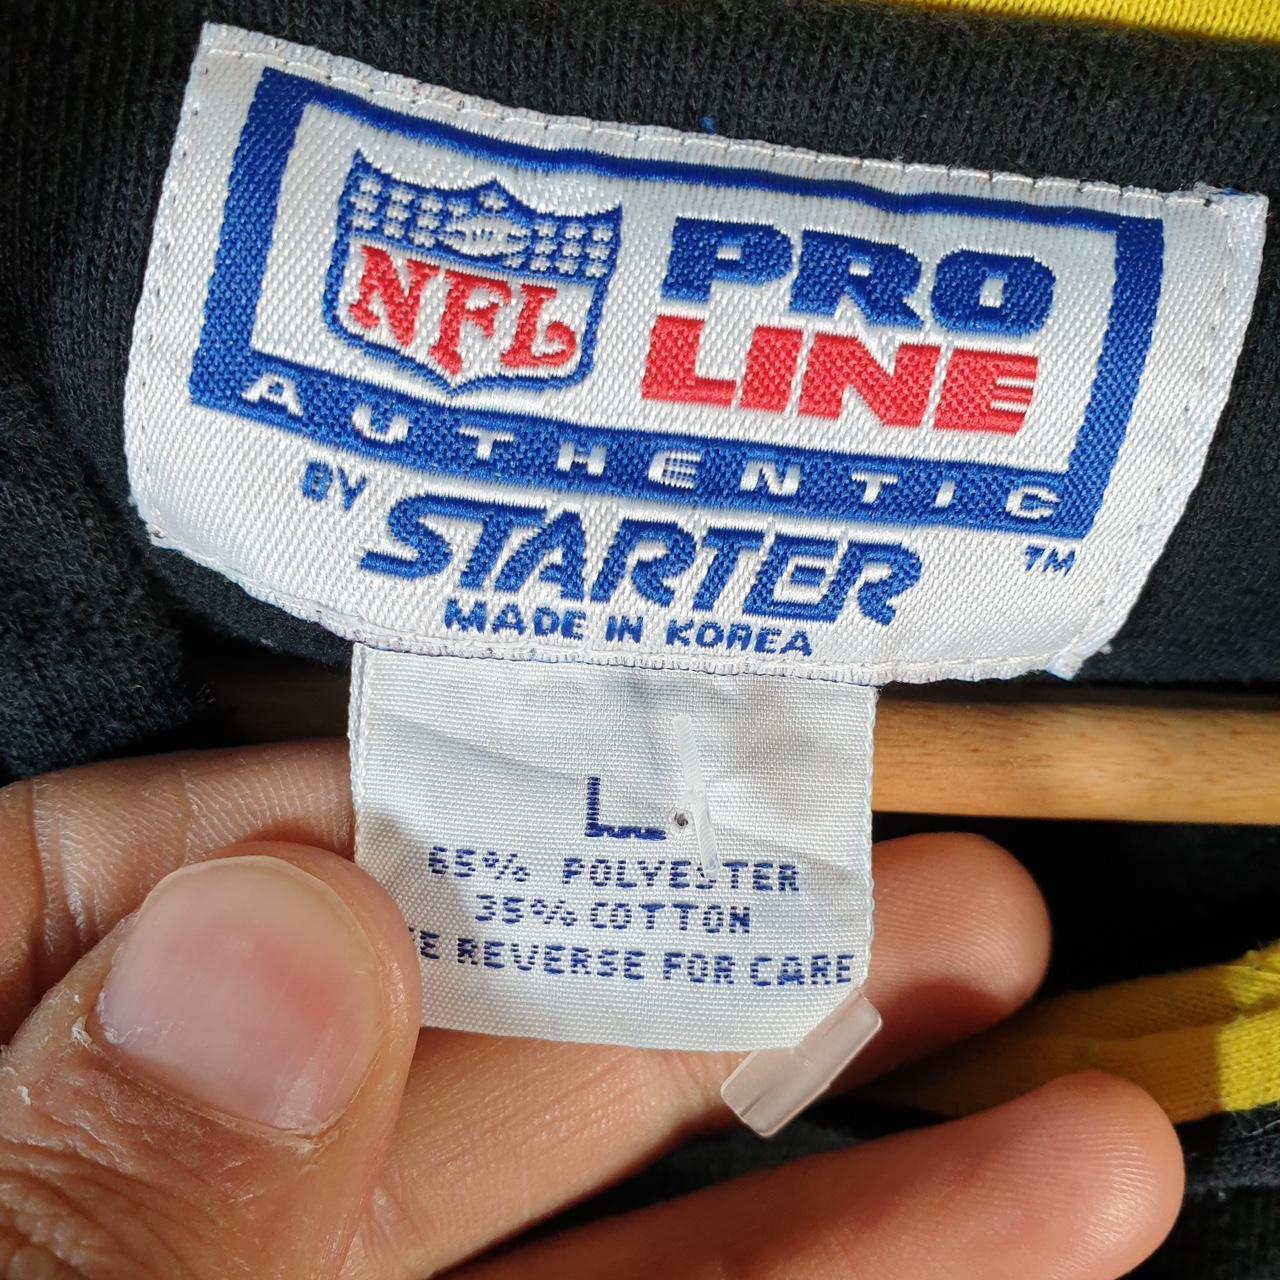 NFL
PRO
LINE
AUTHENTIC
BY STARTER ™
MADE IN KOREA
L
65% POLYESTER
35% COTTON
REVERSE FOR CARE